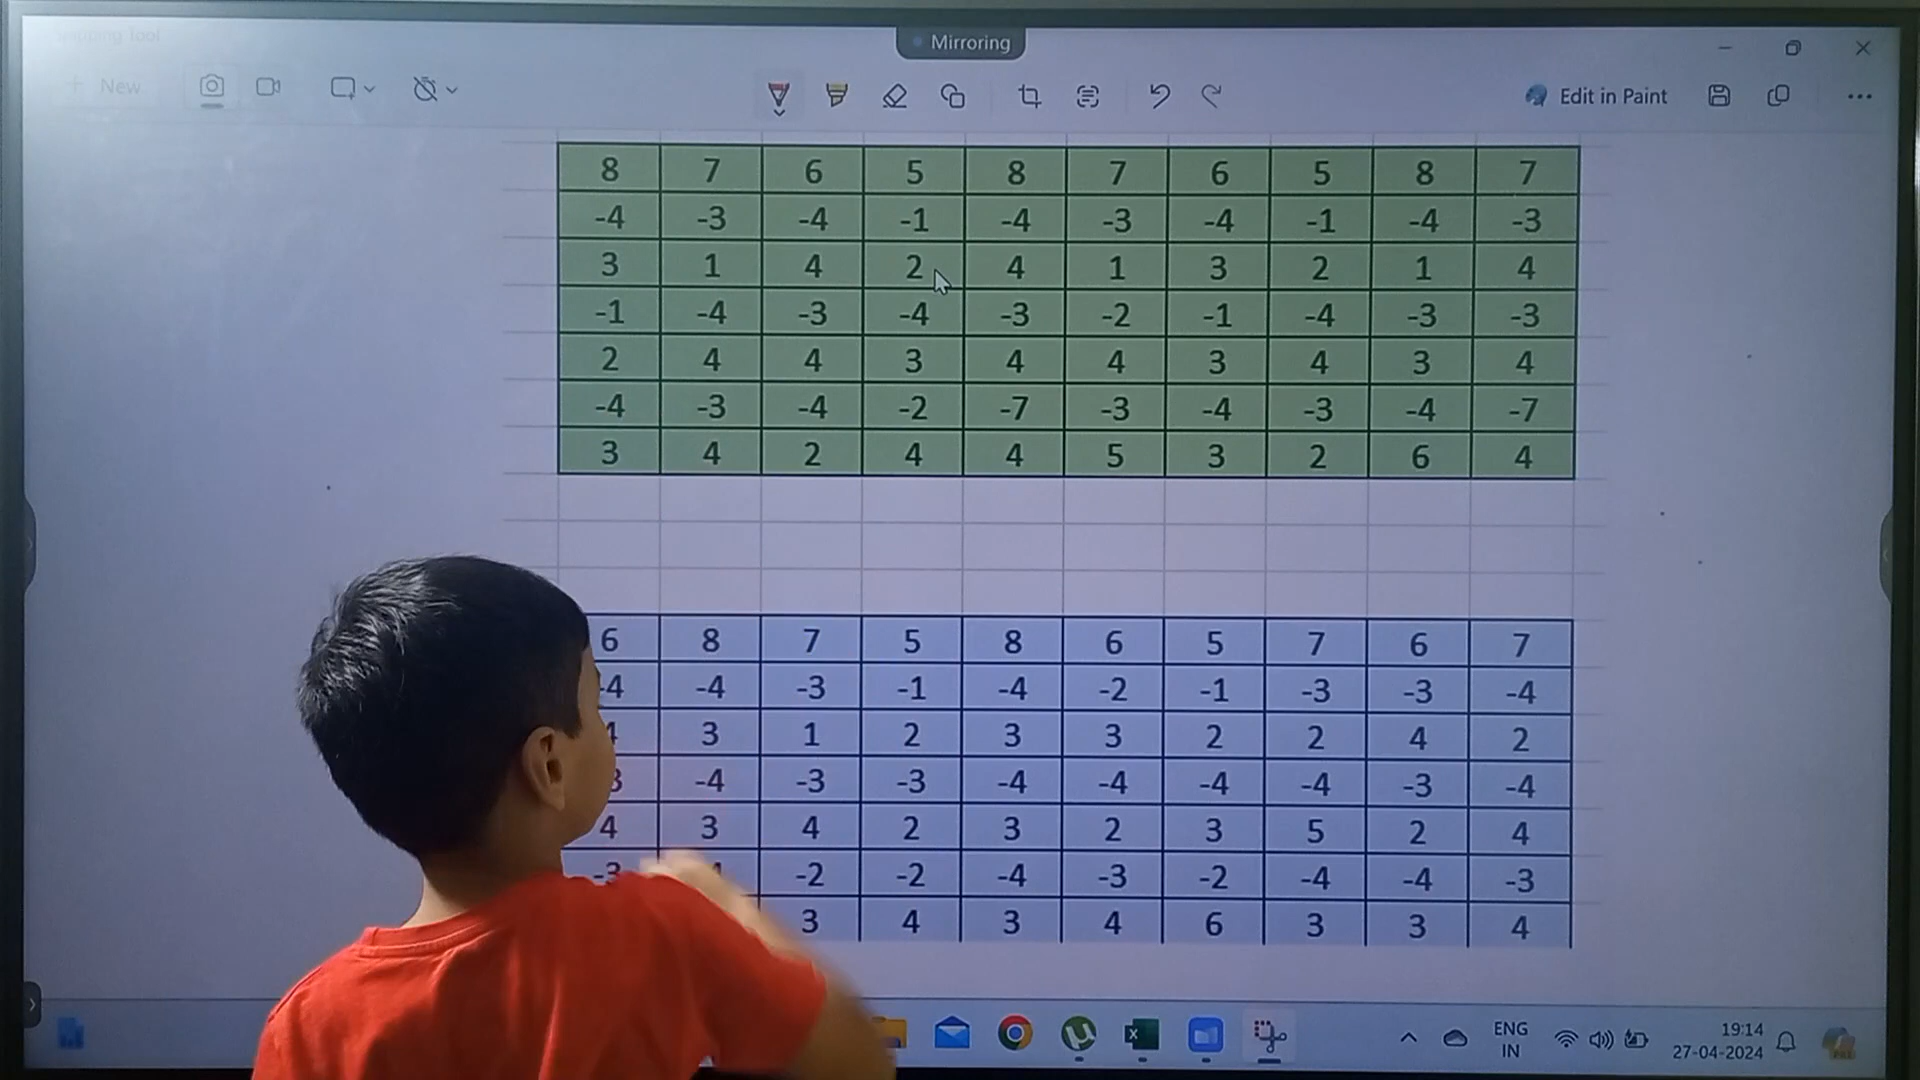 Snipping Tool
Mirroring
New
Edit in Paint
8 7 6 5 8 7 6 5 8 7
-4 -3 -4 -1 -4 -3 -4 -1 -4 -3
3 1 4 2 4 1 3 2 1 4
-1 -4 -3 -4 -3 -2 -1 -4 -3 -3
2 4 4 3 4 4 3 4 3 4
-4 -3 -4 -2 -7 -3 -4 -3 -4 -7
3 4 2 4 4 5 3 2 6 4
6 8 7 5 8 6 5 7 6 7
-4 -4 -3 -1 -4 -2 -1 -3 -3 -4
4 3 1 2 3 3 2 2 4 2
3 -4 -3 -3 -4 -4 -4 -4 -3 -4
4 3 4 2 3 2 3 5 2 4
-3 -2 -2 -4 -3 -2 -4 -4 -3
3 4 3 4 6 3 3 4
ENG
IN
19:14
27-04-2024